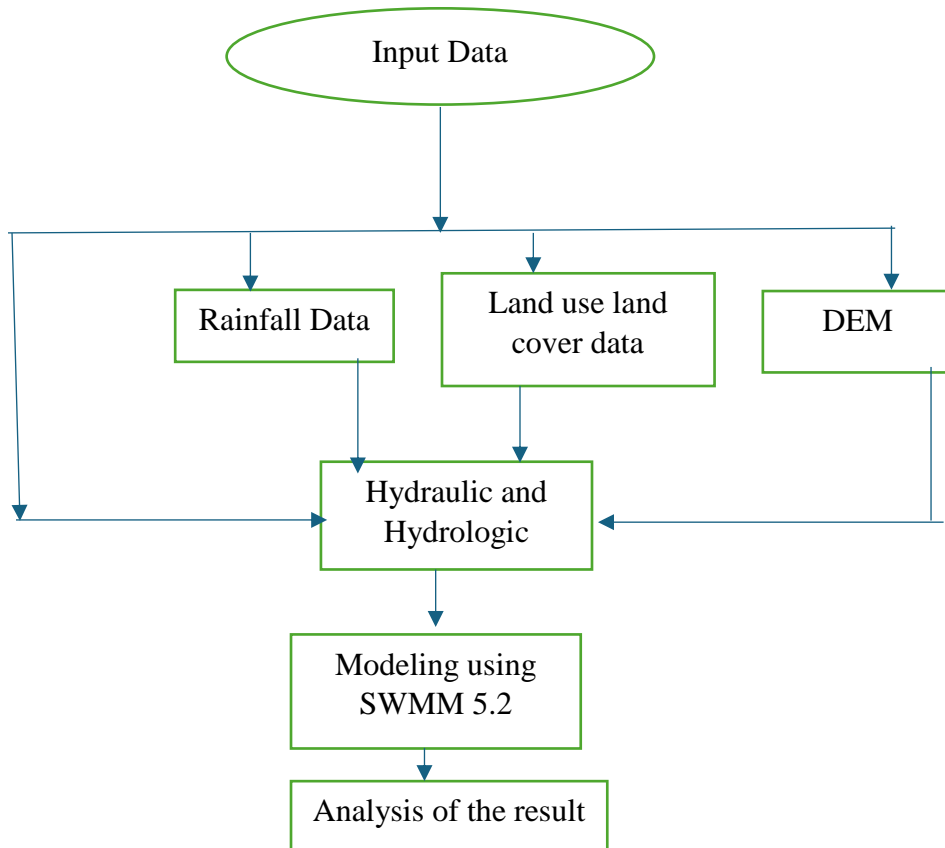 Input Data
Rainfall Data
Land use land
cover data
DEM
Hydraulic and
Hydrologic
Modeling using
SWMM 5.2
Analysis of the result